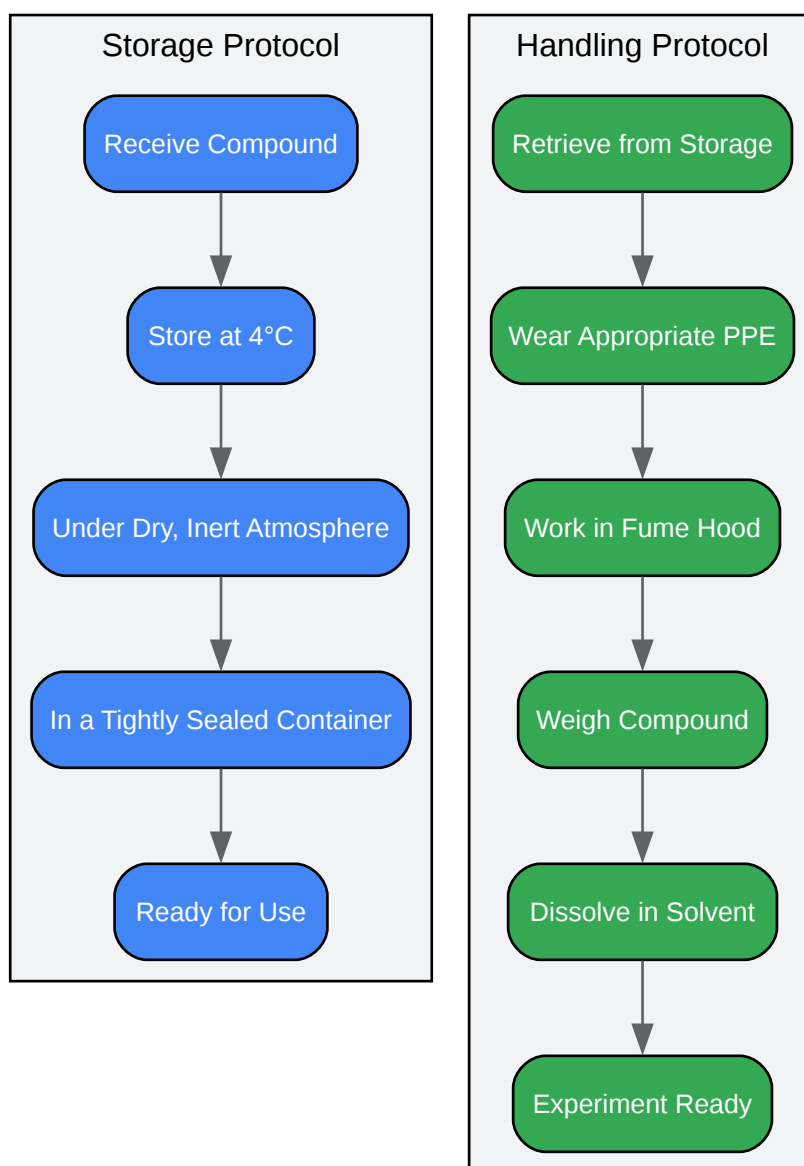 Storage Protocol
Receive Compound
Store at 4°C
Under Dry, Inert Atmosphere
In a Tightly Sealed Container
Ready for Use
Handling Protocol
Retrieve from Storage
Wear Appropriate PPE
Work in Fume Hood
Weigh Compound
Dissolve in Solvent
Experiment Ready